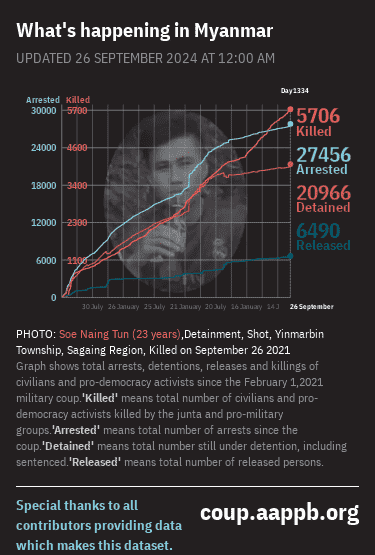 What's happening in Myanmar
UPDATED 26 SEPTEMBER 2024 AT 12:00 AM
Day1334
Arrested Killed
30000 5700
24000 4600
18000 3400
12000 2300
6000 1100
0
5706
Killed
27456
Arrested
20966
Detained
6490
Released
30 July 26 January 25 July 21 January 20 July 16 January 14 J 26 September
PHOTO: Soe Naing Tun (23 years),Detainment, Shot, Yinmarbin
Township, Sagaing Region, Killed on September 26 2021
Graph shows total arrests, detentions, releases and killings of
civilians and pro-democracy activists since the February 1,2021
military coup.'Killed' means total number of civilians and pro-
democracy activists killed by the junta and pro-military
groups.'Arrested' means total number of arrests since the
coup.'Detained' means total number still under detention, including
sentenced.'Released' means total number of released persons.
Special thanks to all
contributors providing data
which makes this dataset.
coup.aappb.org